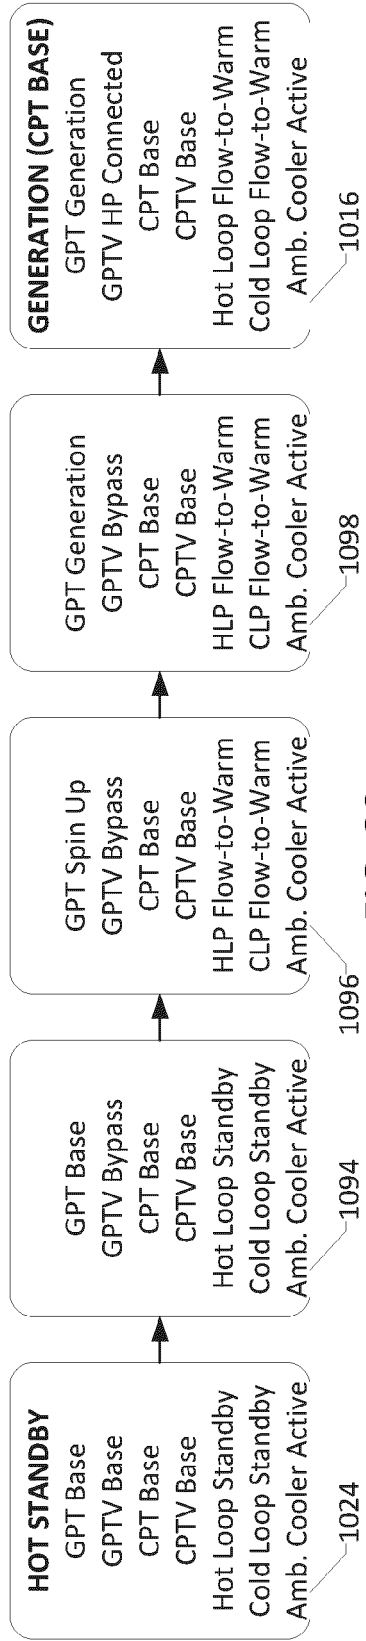 HOT STANDBY
GPT Base
GPTV Base
CPT Base
CPTV Base
Hot Loop Standby
Cold Loop Standby
Amb. Cooler Active
1024
GPT Base
GPTV Bypass
CPT Base
CPTV Base
Hot Loop Standby
Cold Loop Standby
Amb. Cooler Active
1094
GPT Spin Up
GPTV Bypass
CPT Base
CPTV Base
HLP Flow-to-Warm
CLP Flow-to-Warm
Amb. Cooler Active
1096
GPT Generation
GPTV Bypass
CPT Base
CPTV Base
HLP Flow-to-Warm
CLP Flow-to-Warm
Amb. Cooler Active
1098
GENERATION (CPT BASE)
GPT Generation
GPTV HP Connected
CPT Base
CPTV Base
Hot Loop Flow-to-Warm
Cold Loop Flow-to-Warm
Amb. Cooler Active
1016